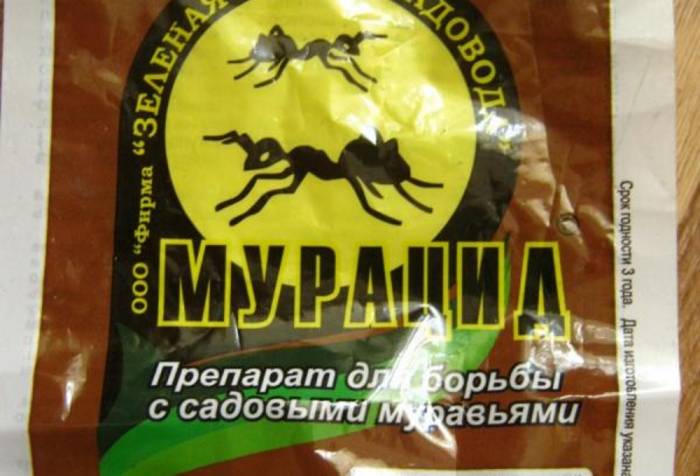 ООО "Фирма "ЗЕЛЕНАЯ
МУРАЦИД
Препарат для борьбы
с садовыми муравьями
Срок годности 3 года. Дата изготовления